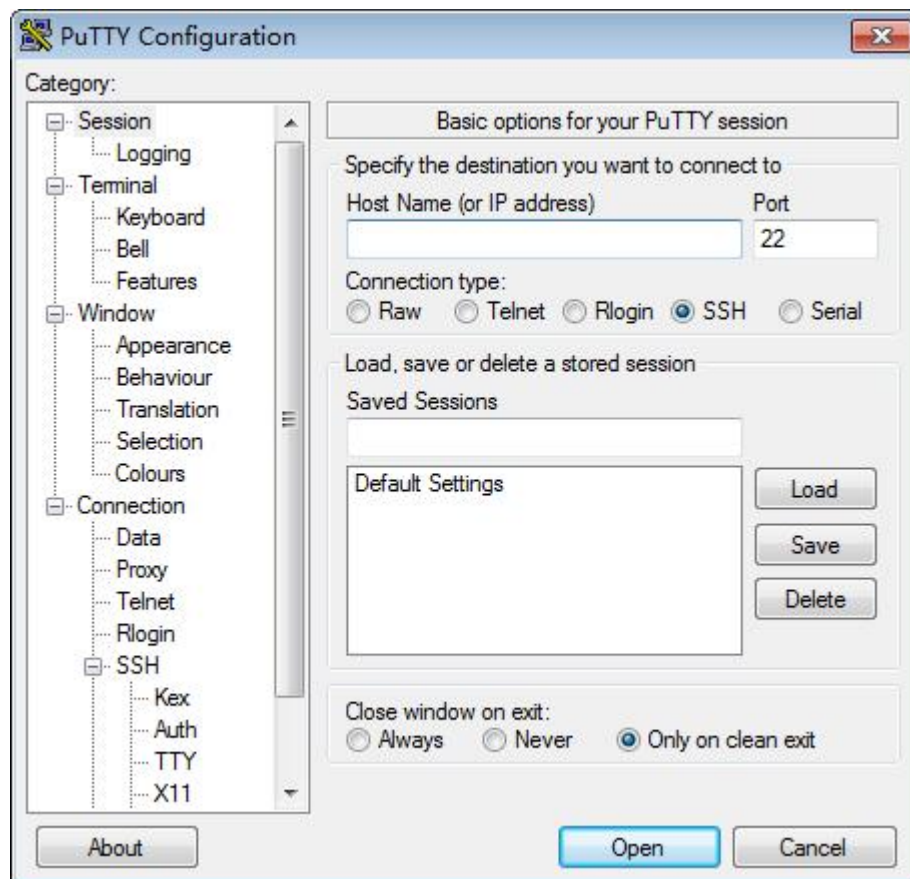 PuTTY Configuration
Category:
Session
Logging
Terminal
Keyboard
Bell
Features
Window
Appearance
Behaviour
Translation
Selection
Colours
Connection
Data
Proxy
Telnet
Rlogin
SSH
Kex
Auth
TTY
X11
Basic options for your PuTTY session
Specify the destination you want to connect to
Host Name (or IP address) Port
22
Connection type:
Raw Telnet Rlogin SSH Serial
Load, save or delete a stored session
Saved Sessions
Default Settings
Load
Save
Delete
Close window on exit:
Always Never Only on clean exit
About Open Cancel